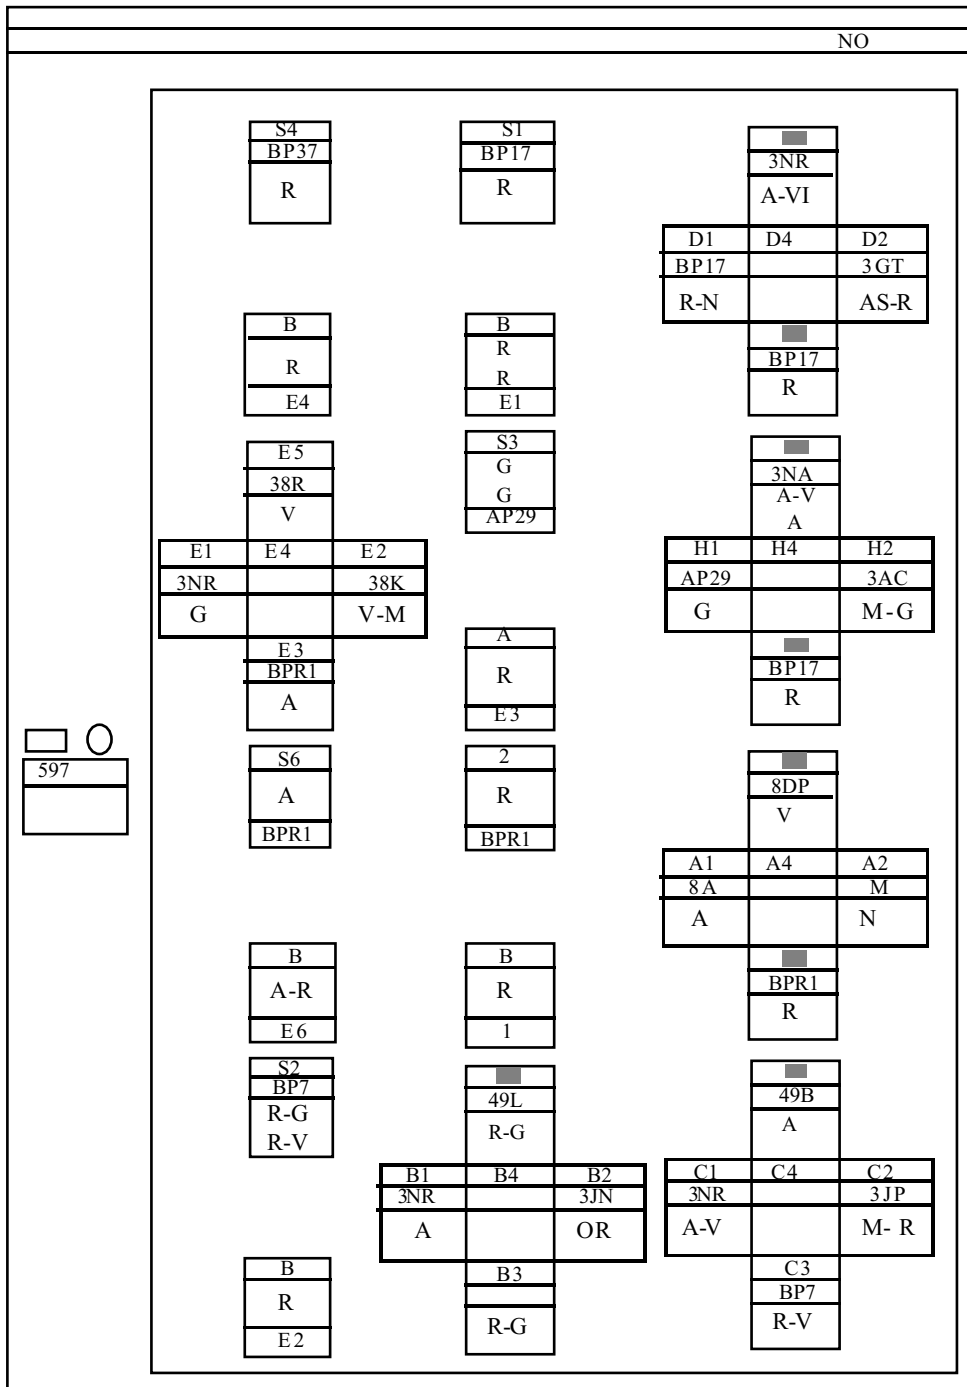 NO
S4
BP37
R
B
R
E4
E5
38R
V
E1 E4 E2
3NR 38K
G V-M
E3
BPR1
A
597
S6
A
BPR1
B
A-R
E6
S2
BP7
R-G
R-V
B
R
E2
S1
BP17
R
B
R
R
E1
S3
G
G
AP29
A
R
E3
2
R
BPR1
B
R
1
49L
R-G
B1 B4 B2
3NR 3JN
A OR
B3
R-G
3NR
A-VI
D1 D4 D2
BP17 3GT
R-N AS-R
BP17
R
3NA
A-V
A
H1 H4 H2
AP29 3AC
G M-G
BP17
R
8DP
V
A1 A4 A2
8A M
A N
BPR1
R
49B
A
C1 C4 C2
3NR 3JP
A-V M- R
C3
BP7
R-V